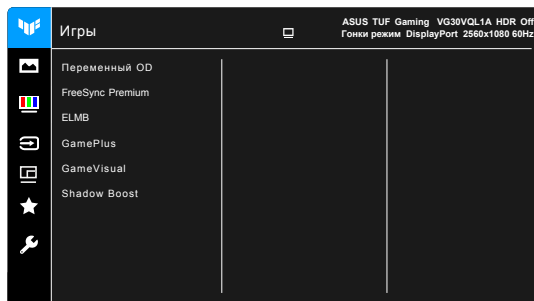 Игры
ASUS TUF Gaming VG30VQL1A HDR Off
Гонки режим DisplayPort 2560x1080 60Hz
Переменный OD
FreeSync Premium
ELMB
GamePlus
GameVisual
Shadow Boost